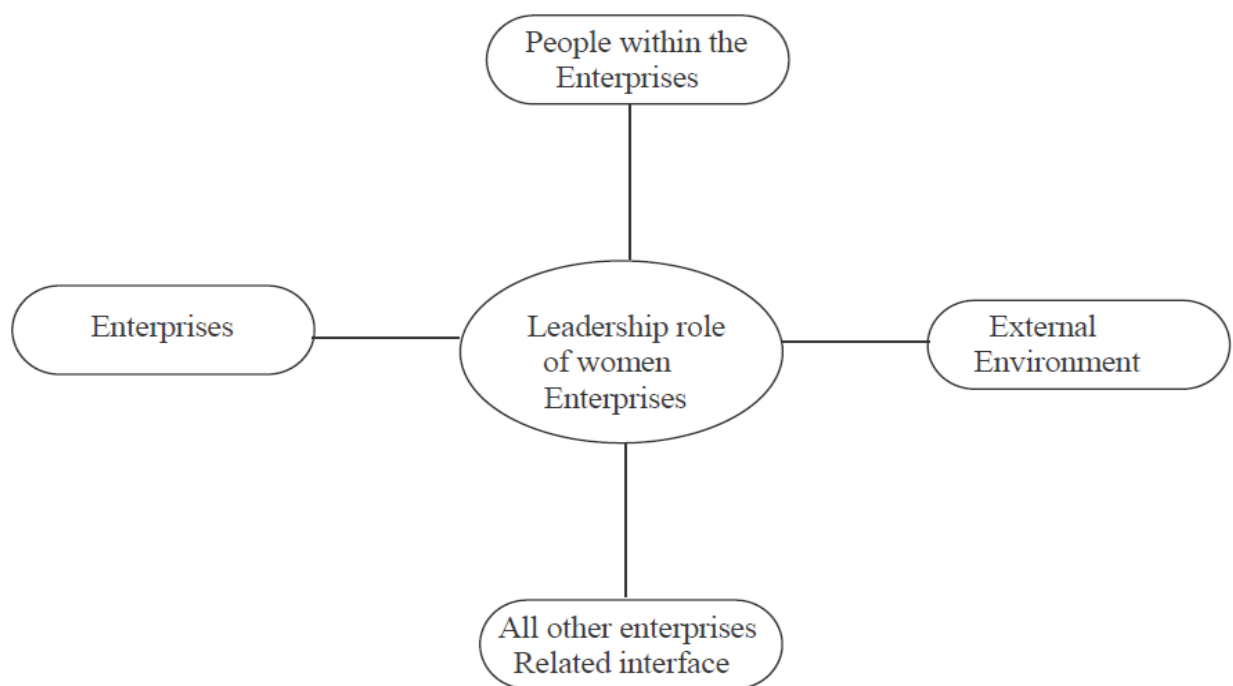 People within the
Enterprises
Enterprises
Leadership role
of women
Enterprises
External
Environment
All other enterprises
Related interface